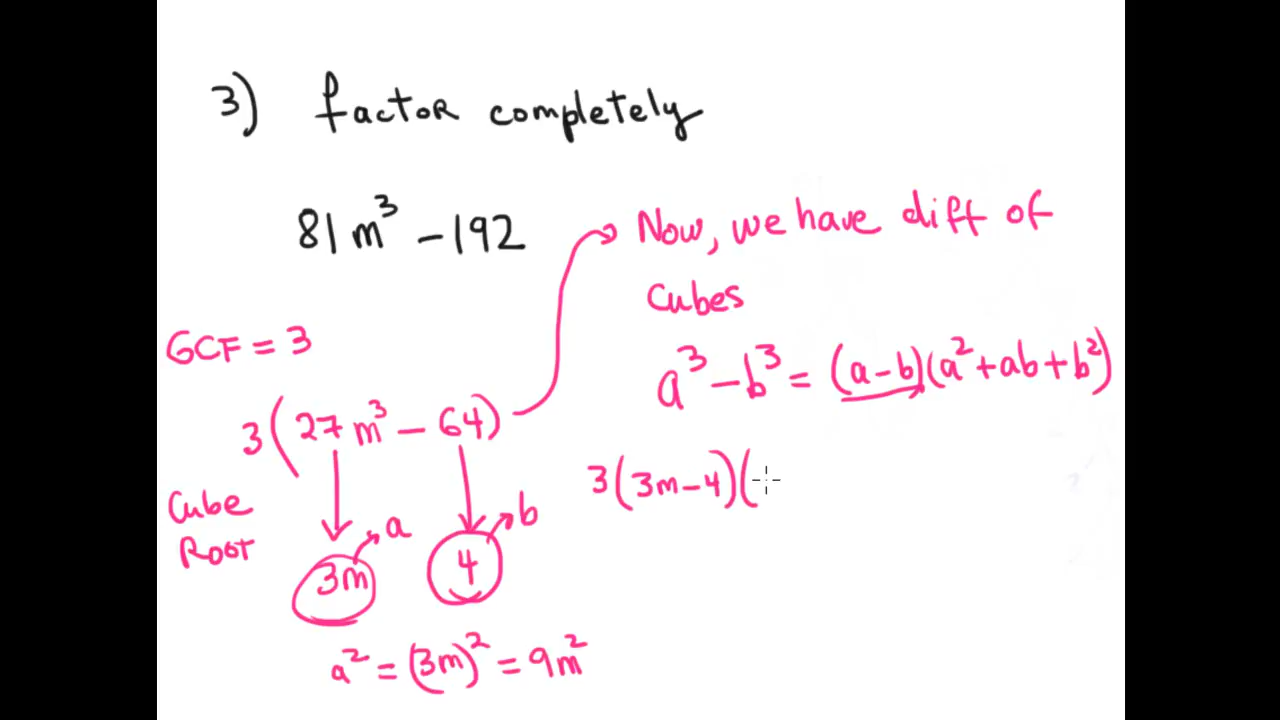 3) factor completely
81m³ - 192
Now, we have diff of
Cubes
GCF = 3
a³ - b³ = (a - b)(a² + ab + b²)
3(27m³ - 64)
3(3m - 4)(
Cube
Root
a
b
3m
4
a² = (3m)² = 9m²